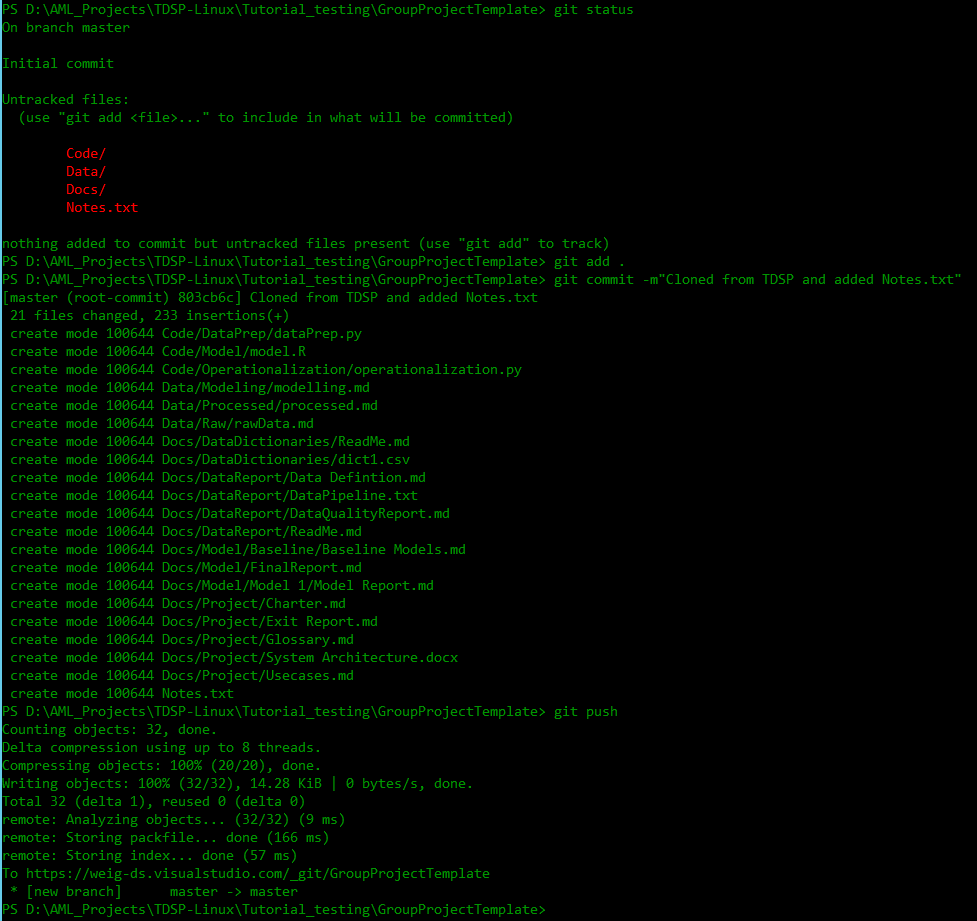 PS D:\AML_Projects\TDSP-Linux\Tutorial_testing\GroupProjectTemplate> git status
On branch master
Initial commit
Untracked files:
  (use "git add <file>..." to include in what will be committed)
        Code/
        Data/
        Docs/
        Notes.txt
nothing added to commit but untracked files present (use "git add" to track)
PS D:\AML_Projects\TDSP-Linux\Tutorial_testing\GroupProjectTemplate> git add .
PS D:\AML_Projects\TDSP-Linux\Tutorial_testing\GroupProjectTemplate> git commit -m"Cloned from TDSP and added Notes.txt"
[master (root-commit) 803cb6c] Cloned from TDSP and added Notes.txt
 21 files changed, 233 insertions(+)
 create mode 100644 Code/DataPrep/dataPrep.py
 create mode 100644 Code/Model/model.R
 create mode 100644 Code/Operationalization/operationalization.py
 create mode 100644 Data/Modeling/modelling.md
 create mode 100644 Data/Processed/processed.md
 create mode 100644 Data/Raw/rawData.md
 create mode 100644 Docs/DataDictionaries/ReadMe.md
 create mode 100644 Docs/DataDictionaries/dict1.csv
 create mode 100644 Docs/DataReport/Data Defintion.md
 create mode 100644 Docs/DataReport/DataPipeline.txt
 create mode 100644 Docs/DataReport/DataQualityReport.md
 create mode 100644 Docs/DataReport/ReadMe.md
 create mode 100644 Docs/Model/Baseline/Baseline Models.md
 create mode 100644 Docs/Model/FinalReport.md
 create mode 100644 Docs/Model/Model 1/Model Report.md
 create mode 100644 Docs/Project/Charter.md
 create mode 100644 Docs/Project/Exit Report.md
 create mode 100644 Docs/Project/Glossary.md
 create mode 100644 Docs/Project/System Architecture.docx
 create mode 100644 Docs/Project/Usecases.md
 create mode 100644 Notes.txt
PS D:\AML_Projects\TDSP-Linux\Tutorial_testing\GroupProjectTemplate> git push
Counting objects: 32, done.
Delta compression using up to 8 threads.
Compressing objects: 100% (20/20), done.
Writing objects: 100% (32/32), 14.28 KiB | 0 bytes/s, done.
Total 32 (delta 1), reused 0 (delta 0)
remote: Analyzing objects... (32/32) (9 ms)
remote: Storing packfile... done (166 ms)
remote: Storing index... done (57 ms)
To https://weig-ds.visualstudio.com/_git/GroupProjectTemplate
 * [new branch]      master -> master
PS D:\AML_Projects\TDSP-Linux\Tutorial_testing\GroupProjectTemplate>